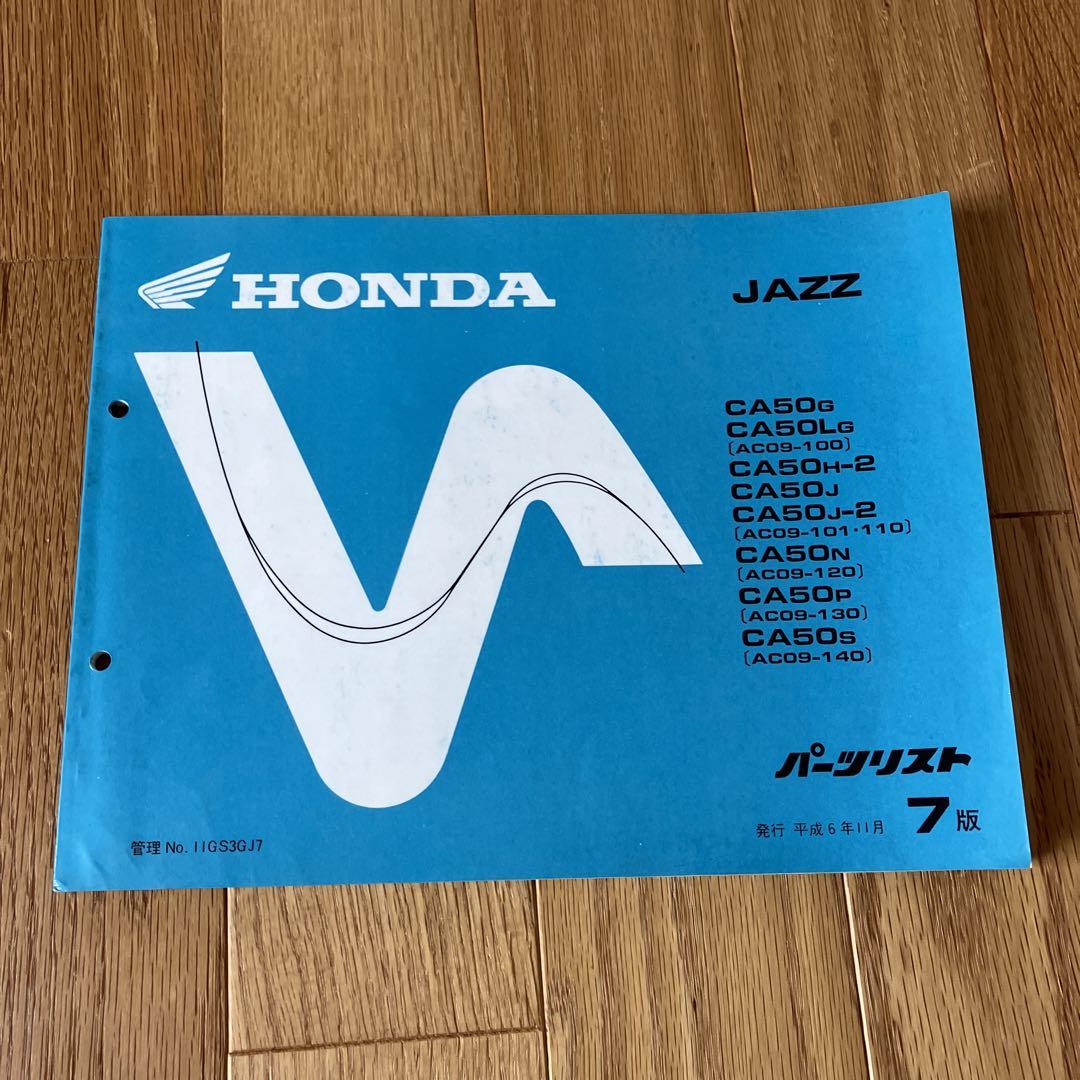 HONDA
JAZZ
CA50G
CA50LG
(AC09-100)
CA50H-2
CA50J
CA50J-2
(AC09-101・110)
CA50N
(AC09-120)
CA50P
(AC09-130)
CA50S
(AC09-140)
パーツリスト
発行 平成6年11月 7版
管理 No. 11GS3GJ7